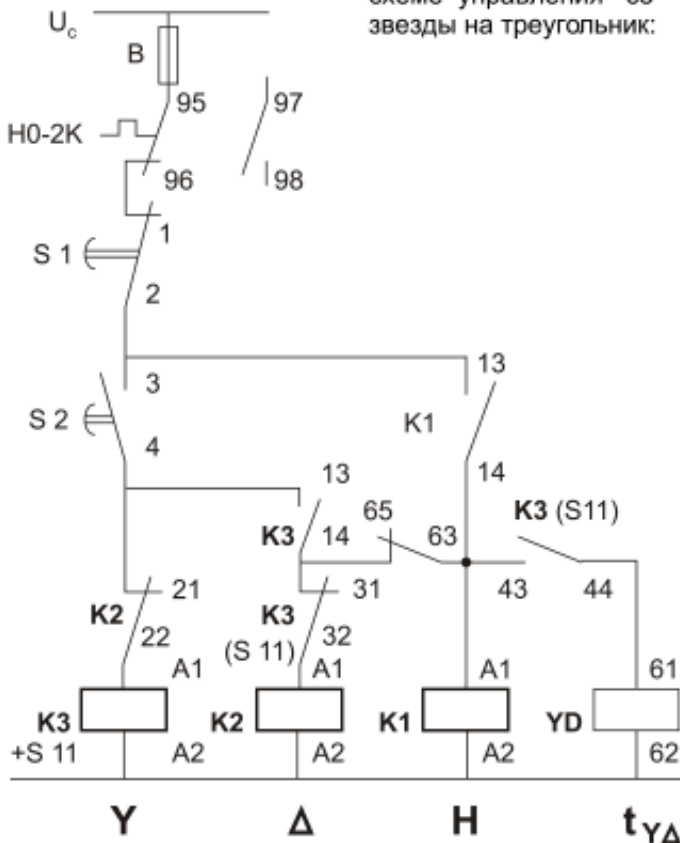 схеме управления со
звезды на треугольник:
Uc
B
95
97
H0-2K
96
98
1
S 1
2
3
13
S 2
K1
4
14
13
65
K3 (S11)
K3
14
63
21
31
43
44
K2
K3
22
(S 11)
32
A1
A1
A1
61
K3
K2
K1
YD
+S 11
A2
A2
A2
62
Y
Δ
H
t YΔ